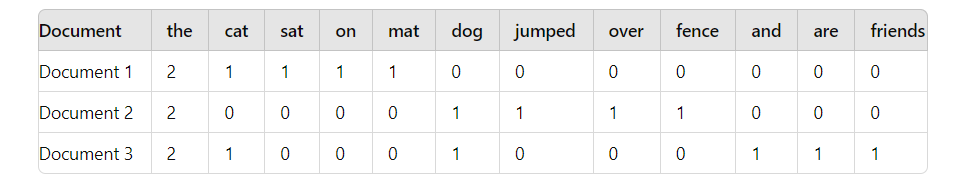 Document the cat sat on mat dog jumped over fence and are friends
Document 1 2 1 1 1 1 0 0 0 0 0 0 0
Document 2 2 0 0 0 0 1 1 1 1 0 0 0
Document 3 2 1 0 0 0 1 0 0 0 1 1 1